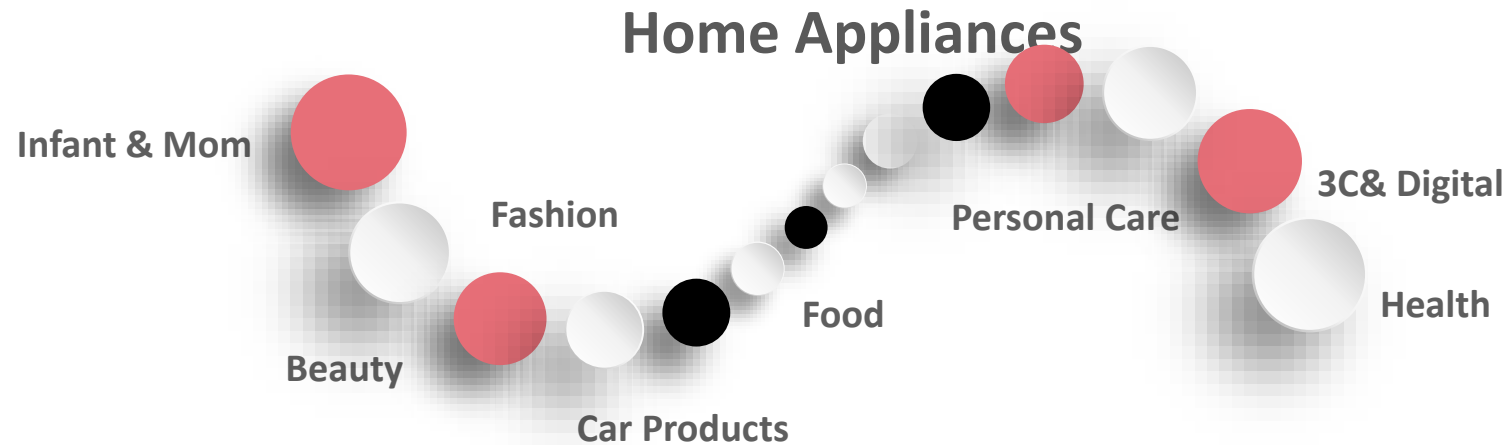 Home Appliances
Infant & Mom
3C& Digital
Fashion
Personal Care
Food
Health
Beauty
Car Products